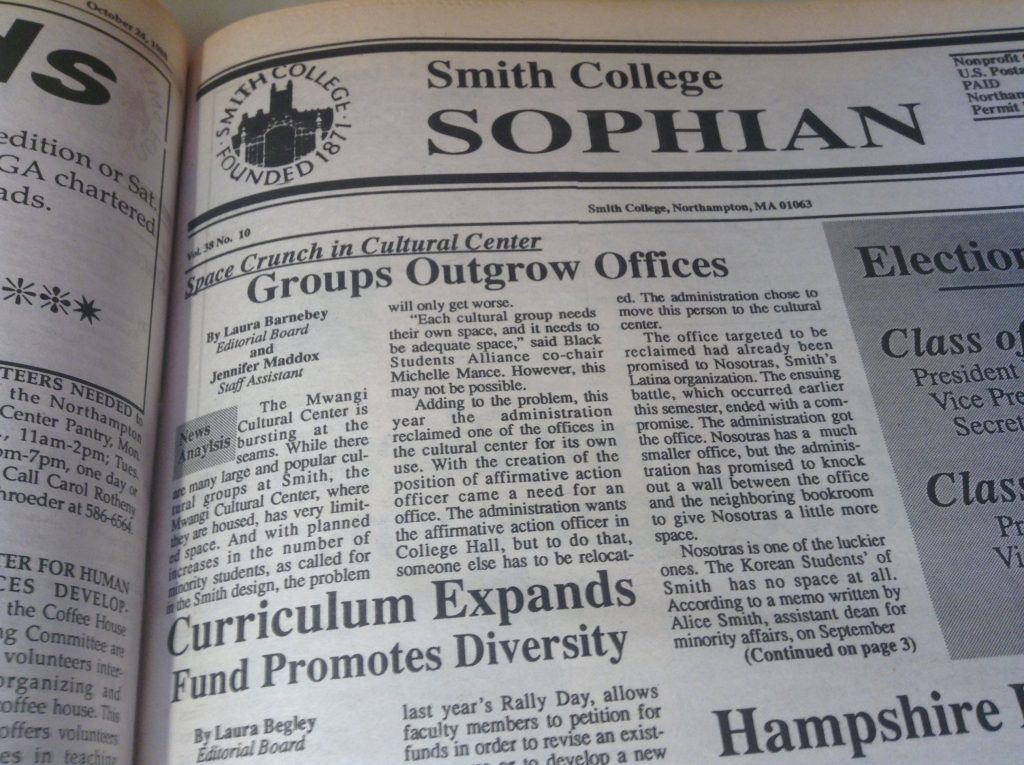 October 24,
NS
edition or Sat.
GA chartered
ads.
TEERS NEEDED to
the Northampton
Center Pantry, Mon.
., 11am-2pm; Tues.
pm-7pm, one day or
Call Carol Rotheny
hroeder at 586-6564.
TER FOR HUMAN
CES DEVELOP-
the Coffee House
ng Committee are
volunteers inter-
organizing and
coffee house. This
offers volunteers
es in teaching
SMITH COLLEGE
FOUNDED 1871
Smith College
SOPHIAN
Nonprofit
U.S. Posta
PAID
Northam
Permit
Smith College, Northampton, MA 01063
Vol. 38 No. 10
Space Crunch in Cultural Center
Groups Outgrow Offices
By Laura Barnebey
Editorial Board
and
Jennifer Maddox
Staff Assistant
News
Anaylsis
The Mwangi
Cultural Center is
bursting at the
seams. While there
are many large and popular cul-
tural groups at Smith, the
Mwangi Cultural Center, where
they are housed, has very limit-
ed space. And with planned
increases in the number of
minority students, as called for
in the Smith design, the problem
will only get worse.
"Each cultural group needs
their own space, and it needs to
be adequate space," said Black
Students Alliance co-chair
Michelle Mance. However, this
may not be possible.
Adding to the problem, this
year the administration
reclaimed one of the offices in
the cultural center for its own
use. With the creation of the
position of affirmative action
officer came a need for an
office. The administration wants
the affirmative action officer in
College Hall, but to do that,
someone else has to be relocat-
ed. The administration chose to
move this person to the cultural
center.
The office targeted to be
reclaimed had already been
promised to Nosotras, Smith's
Latina organization. The ensuing
battle, which occurred earlier
this semester, ended with a com-
promise. The administration got
the office. Nosotras has a much
smaller office, but the adminis-
tration has promised to knock
out a wall between the office
and the neighboring bookroom
to give Nosotras a little more
space.
Nosotras is one of the luckier
ones. The Korean Students' of
Smith has no space at all.
According to a memo written by
Alice Smith, assistant dean for
minority affairs, on September
(Continued on page 3)
Election
Class of
President
Vice Pre
Secret
Class
Pr
Vi
Curriculum Expands
Fund Promotes Diversity
By Laura Begley
Editorial Board
last year's Rally Day, allows
faculty members to petition for
funds in order to revise an exist-
or to develop a new
Hampshire